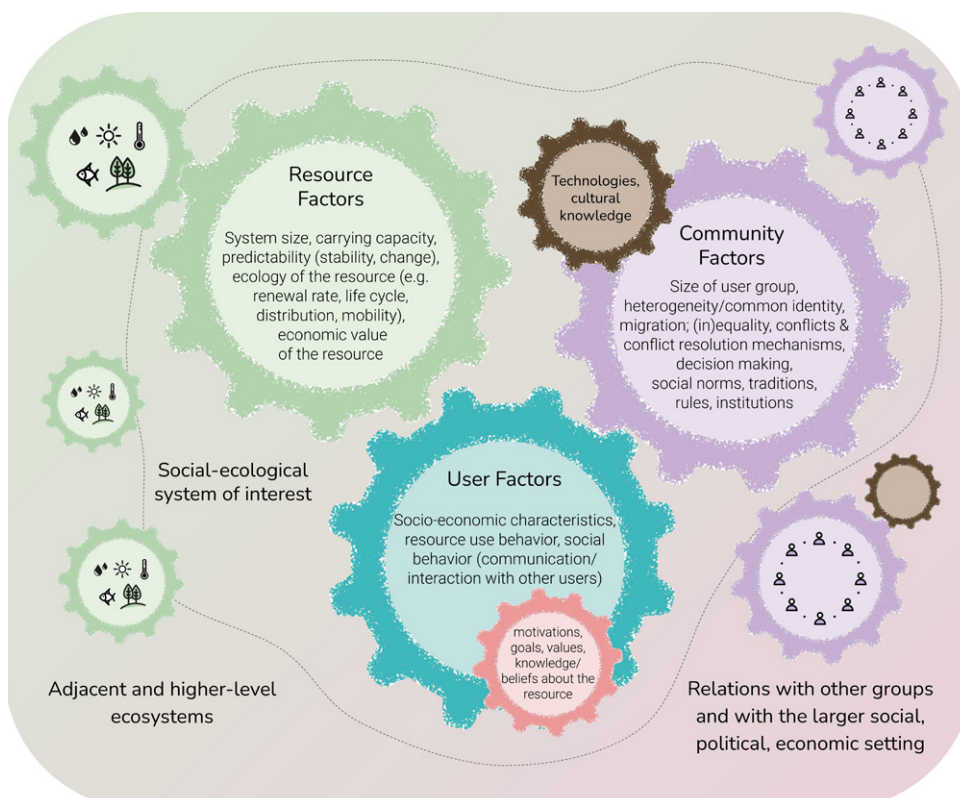 Resource
Factors
System size, carrying capacity,
predictability (stability, change),
ecology of the resource (e.g.
renewal rate, life cycle,
distribution, mobility),
economic value
of the resource
Technologies,
cultural
knowledge
Community
Factors
Size of user group,
heterogeneity/common identity,
migration; (in)equality, conflicts &
conflict resolution mechanisms,
decision making,
social norms, traditions,
rules, institutions
Social-ecological
system of interest
User Factors
Socio-economic characteristics,
resource use behavior, social
behavior (communication/
interaction with other users)
motivations,
goals, values,
knowledge/
beliefs about the
resource
Adjacent and higher-level
ecosystems
Relations with other groups
and with the larger social,
political, economic setting